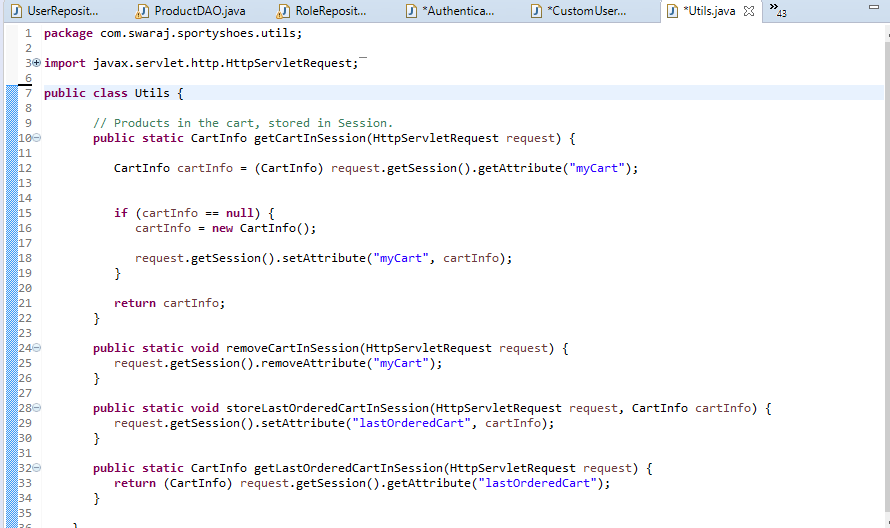 UserReposit... ProductDAO.java RoleReposit... *Authentica... *CustomUser... *Utils.java »43
1 package com.swaraj.sportyshoes.utils;
2
3 import javax.servlet.http.HttpServletRequest;
6
7 public class Utils {
8
9 // Products in the cart, stored in Session.
10 public static CartInfo getCartInSession(HttpServletRequest request) {
11
12 CartInfo cartInfo = (CartInfo) request.getSession().getAttribute("myCart");
13
14
15 if (cartInfo == null) {
16 cartInfo = new CartInfo();
17
18 request.getSession().setAttribute("myCart", cartInfo);
19 }
20
21 return cartInfo;
22 }
23
24 public static void removeCartInSession(HttpServletRequest request) {
25 request.getSession().removeAttribute("myCart");
26 }
27
28 public static void storeLastOrderedCartInSession(HttpServletRequest request, CartInfo cartInfo) {
29 request.getSession().setAttribute("lastOrderedCart", cartInfo);
30 }
31
32 public static CartInfo getLastOrderedCartInSession(HttpServletRequest request) {
33 return (CartInfo) request.getSession().getAttribute("lastOrderedCart");
34 }
35
36 }